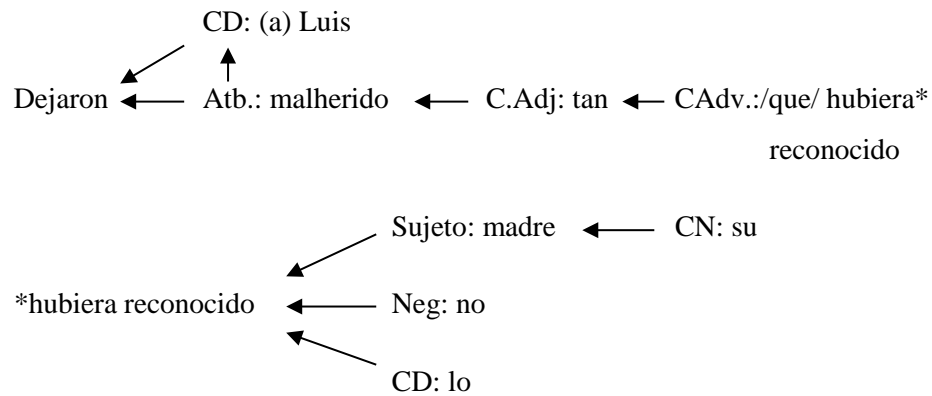 CD: (a) Luis
Dejaron Atb.: malherido C.Adj: tan CAdv.:/que/ hubiera*
reconocido
Sujeto: madre CN: su
*hubiera reconocido Neg: no
CD: lo